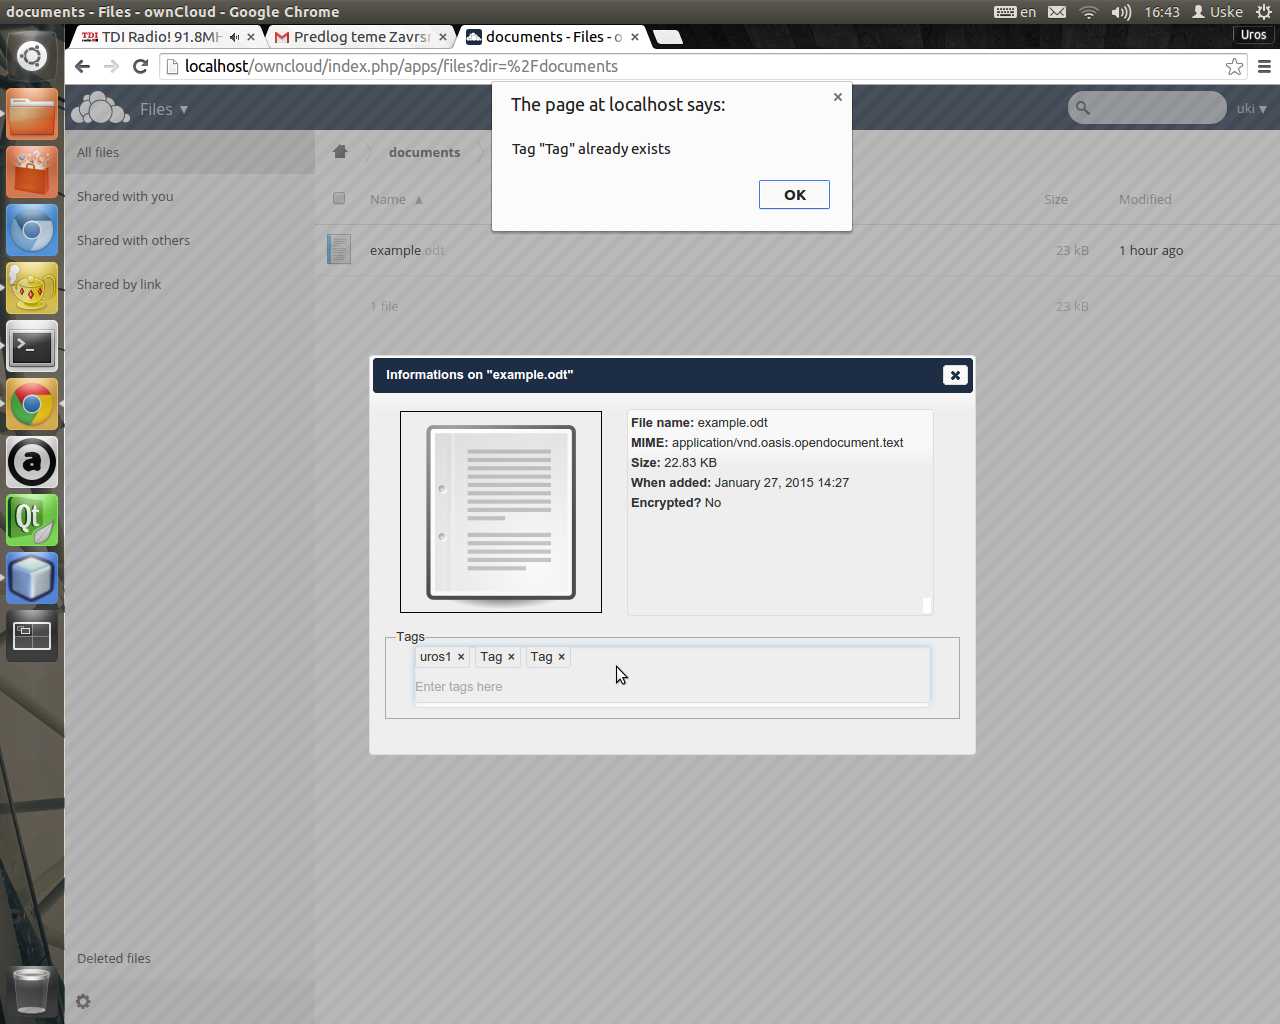 documents - Files - ownCloud - Google Chrome
en
16:43
Uske
TDI Radio! 91.8MH
Predlog teme Zavrsn
documents - Files - o
Uros
localhost/owncloud/index.php/apps/files?dir=%2Fdocuments
Files
uki
The page at localhost says:
Tag "Tag" already exists
OK
All files
Shared with you
Shared with others
Shared by link
documents
Name
Size
Modified
example.odt
23 kB
1 hour ago
1 file
23 kB
Informations on "example.odt"
File name: example.odt
MIME: application/vnd.oasis.opendocument.text
Size: 22.83 KB
When added: January 27, 2015 14:27
Encrypted? No
Tags
uros1 × Tag × Tag ×
Enter tags here
Deleted files
Qt
a